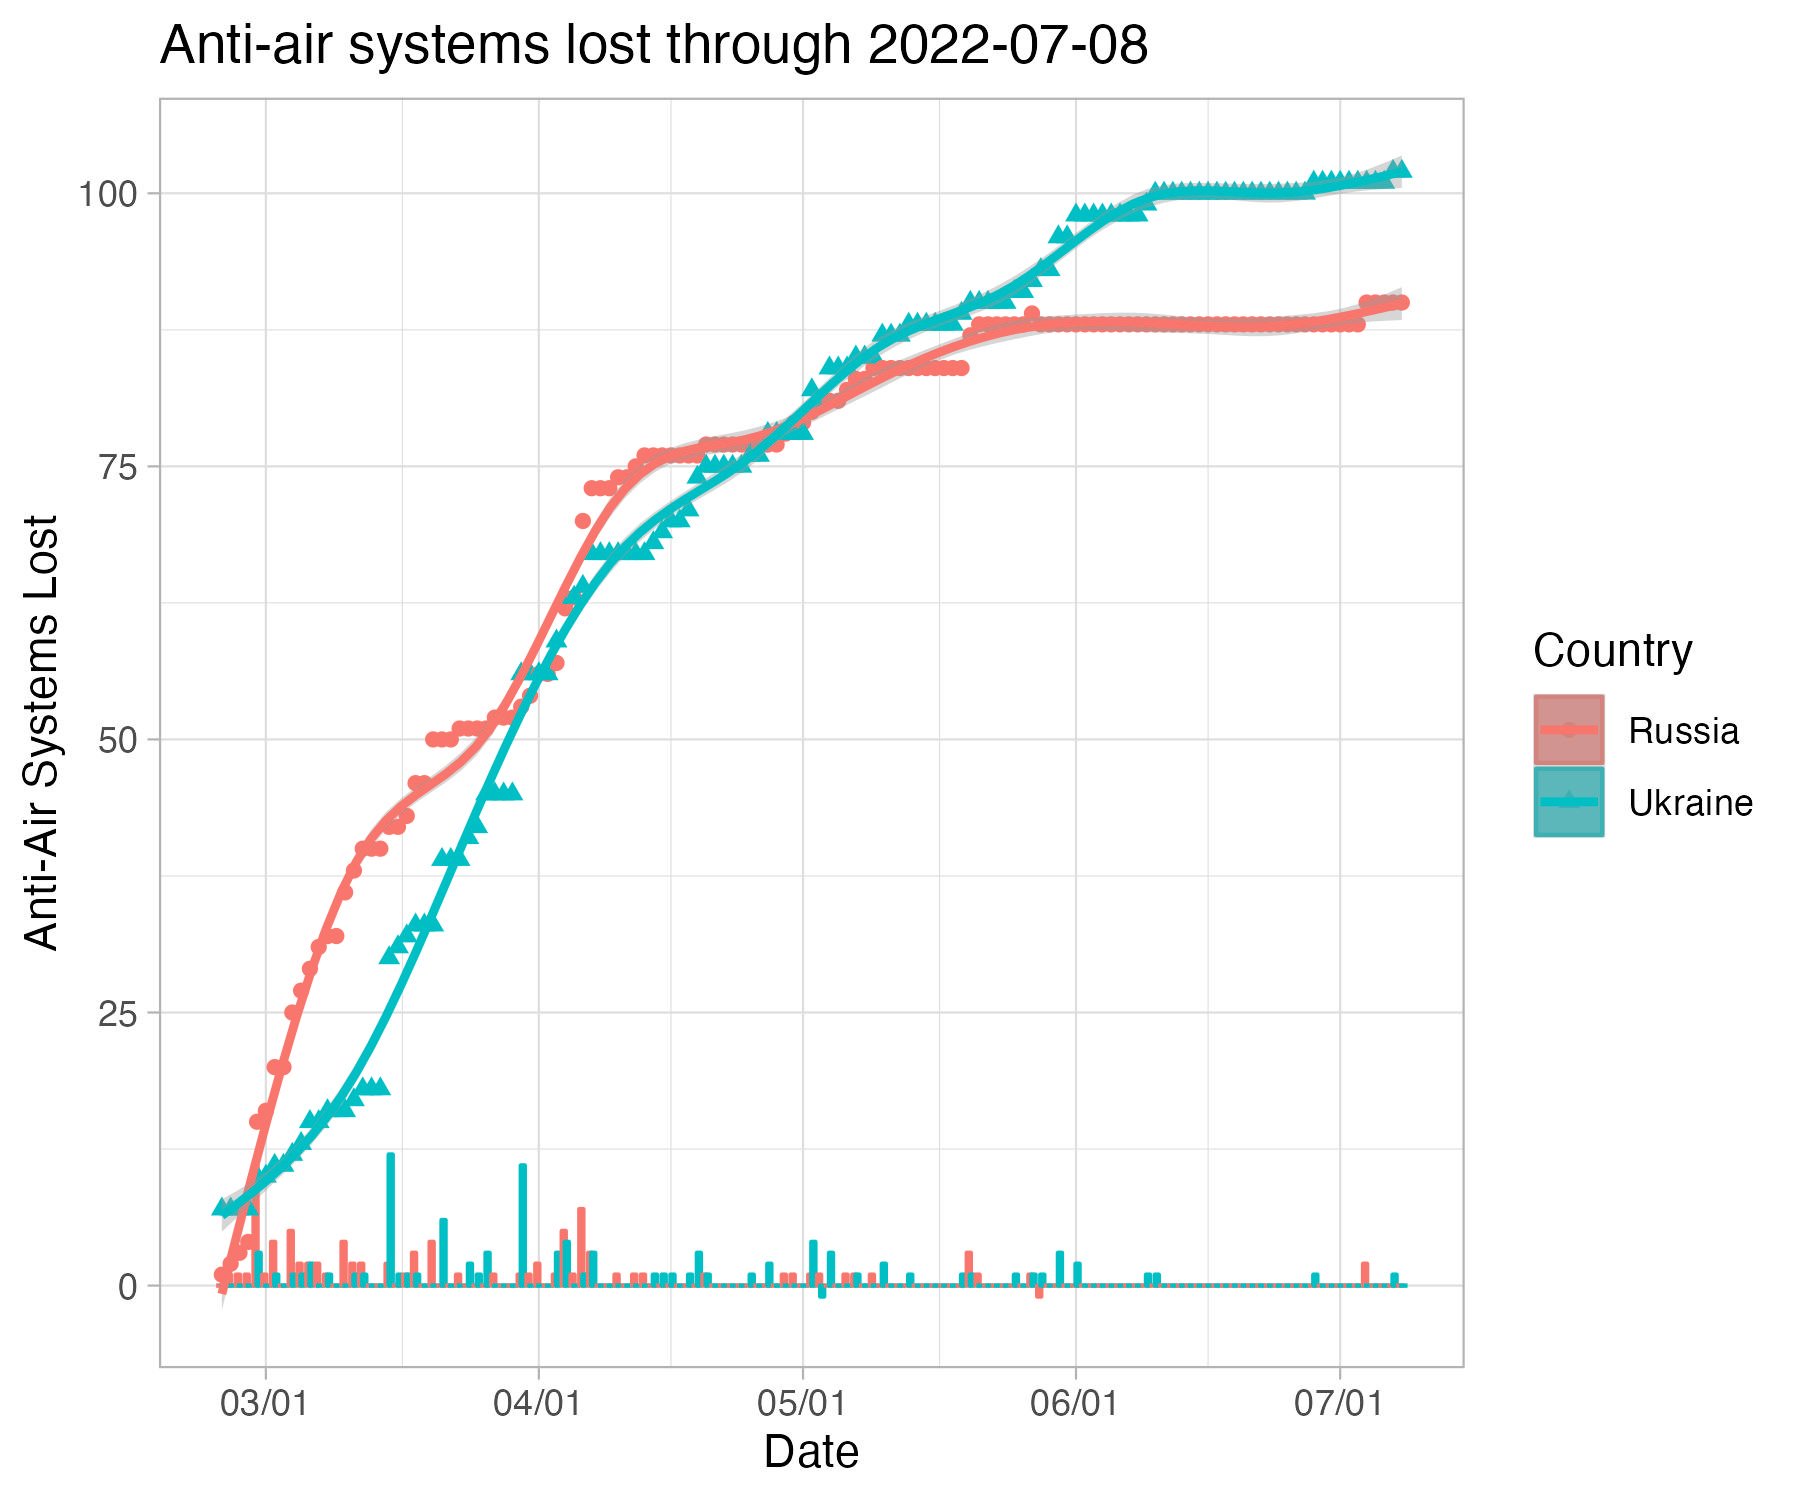 Anti-air systems lost through 2022-07-08
Anti-Air Systems Lost
100
75
50
25
0
03/01
04/01
05/01
06/01
07/01
Date
Country
Russia
Ukraine